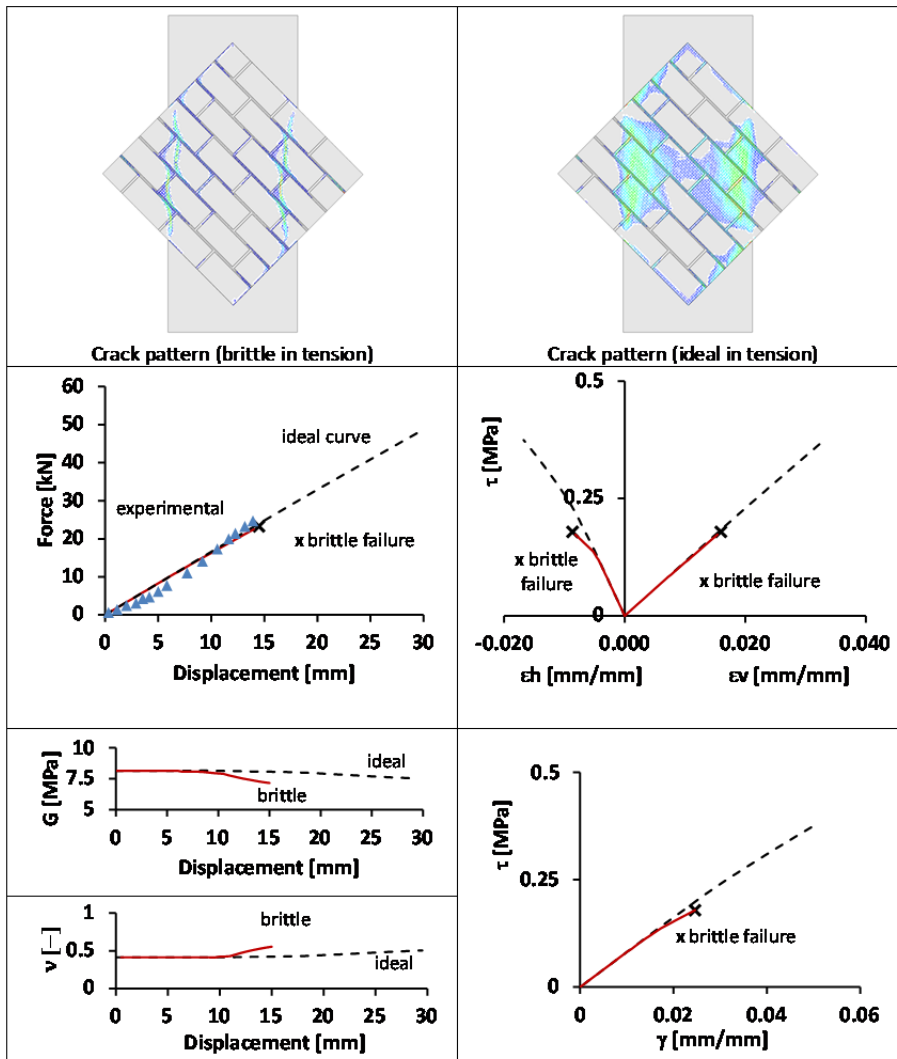 Crack pattern (brittle in tension)
Crack pattern (ideal in tension)
60
50
40
30
20
10
0
Force [kN]
ideal curve
experimental
x brittle failure
0 5 10 15 20 25 30
Displacement [mm]
0.5
0.25
0
τ [MPa]
x brittle
failure
x brittle failure
-0.020 0.000 0.020 0.040
εh [mm/mm] εv [mm/mm]
10
7.5
5
G [MPa]
ideal
brittle
0 5 10 15 20 25 30
Displacement [mm]
1
0.5
0
ν [–]
brittle
ideal
0 5 10 15 20 25 30
Displacement [mm]
0.5
0.25
0
τ [MPa]
x brittle failure
0 0.02 0.04 0.06
γ [mm/mm]